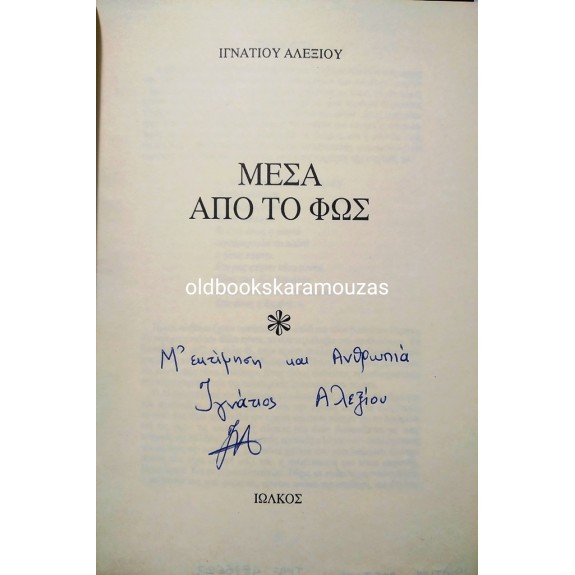 ΙΓΝΑΤΙΟΥ ΑΛΕΞΙΟΥ
ΜΕΣΑ
ΑΠΟ ΤΟ ΦΩΣ
oldbookskaramouzas
Μ' εκτίμηση και Ανθρωπιά
Ιγνάτιος Αλεξίου
ΙΩΛΚΟΣ